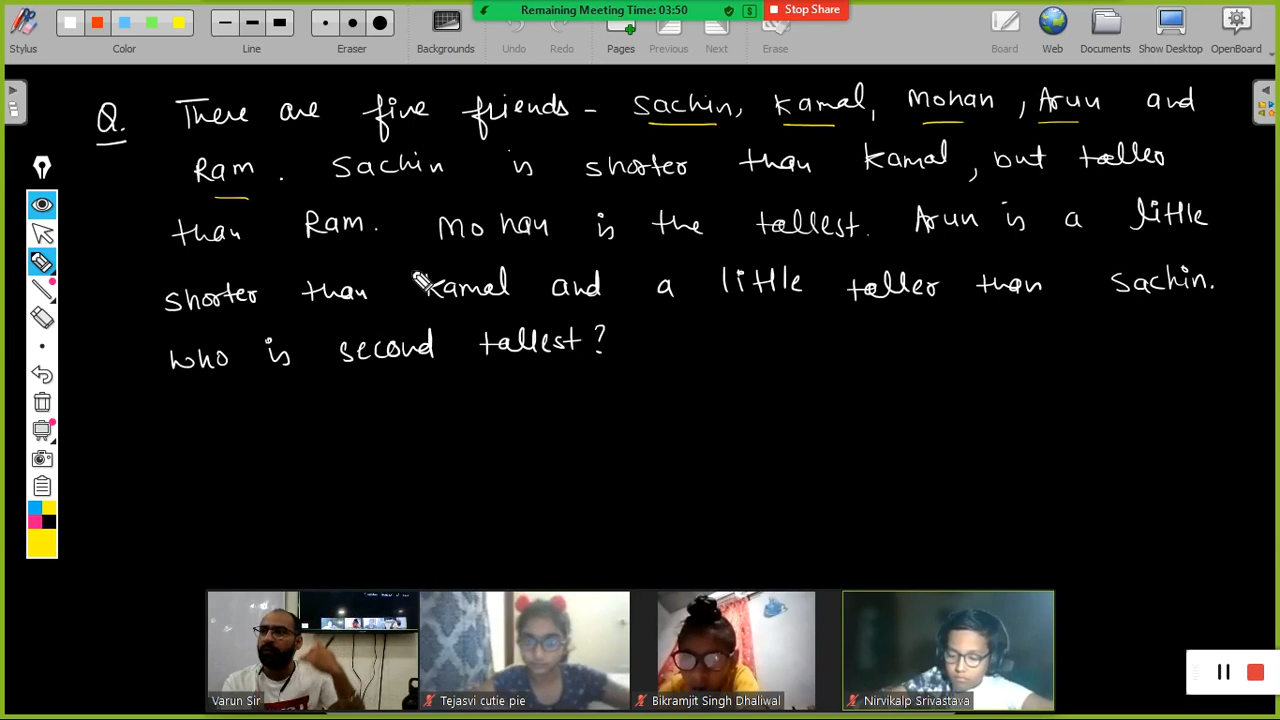 Remaining Meeting Time: 03:50
$
Stop Share
Stylus
Color
Line
Eraser
Backgrounds
Undo
Redo
Pages
Previous
Next
Erase
Board
Web
Documents
Show Desktop
OpenBoard
Q. There are five friends - Sachin, Kamal, Mohan, Arun and
Ram. Sachin is shorter than Kamal, but taller
than Ram. Mohan is the tallest. Arun is a little
shorter than Kamal and a little taller than Sachin.
who is second tallest?
Varun Sir
Tejasvi cutie pie
Bikramjit Singh Dhaliwal
Nirvikalp Srivastava